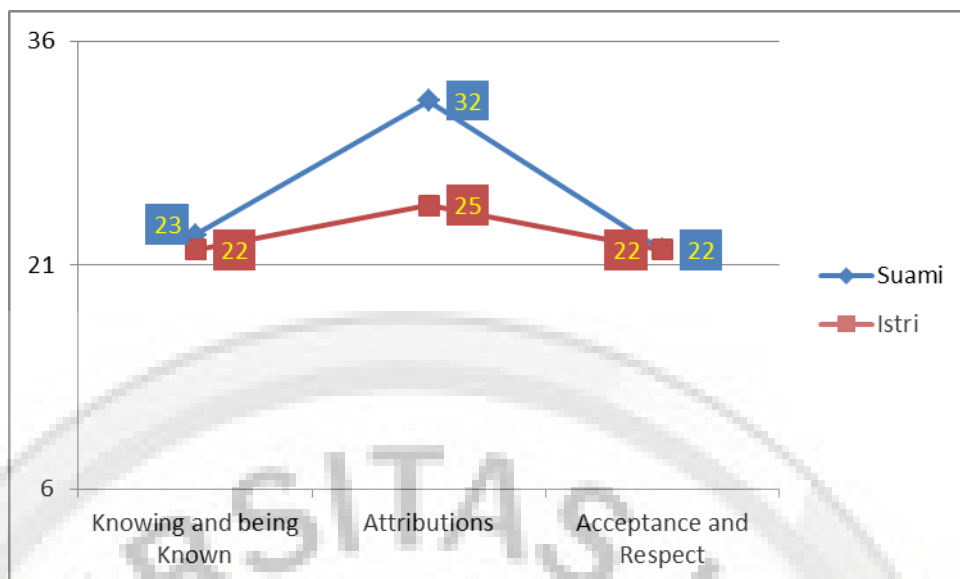 36
32
23
25
22
22
22
21
Suami
Istri
6
Knowing and being
Known
Attributions
Acceptance and
Respect
SITAS